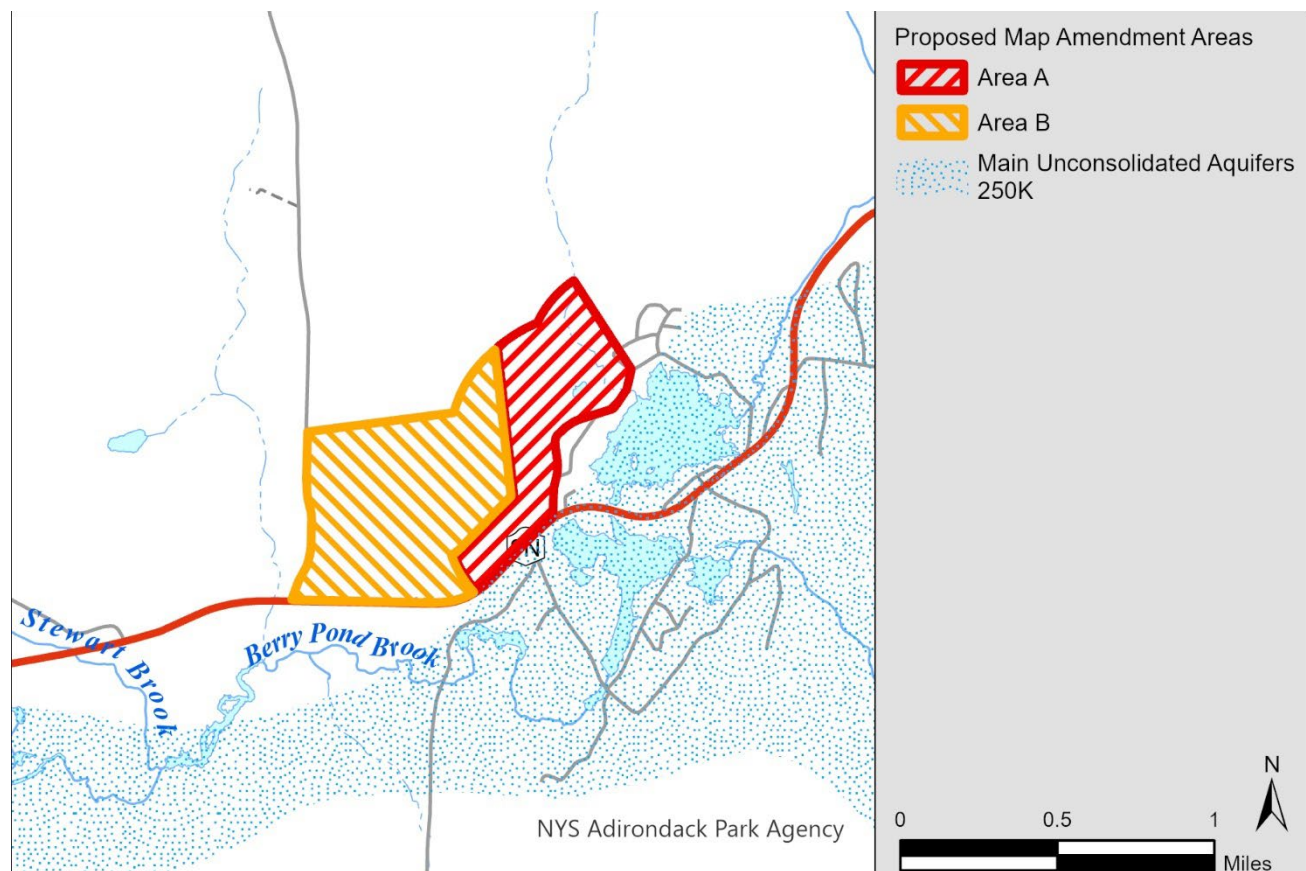 Proposed Map Amendment Areas
Area A
Area B
Main Unconsolidated Aquifers
250K
Stewart Brook
Berry Pond Brook
NYS Adirondack Park Agency
N
0 0.5 1
Miles